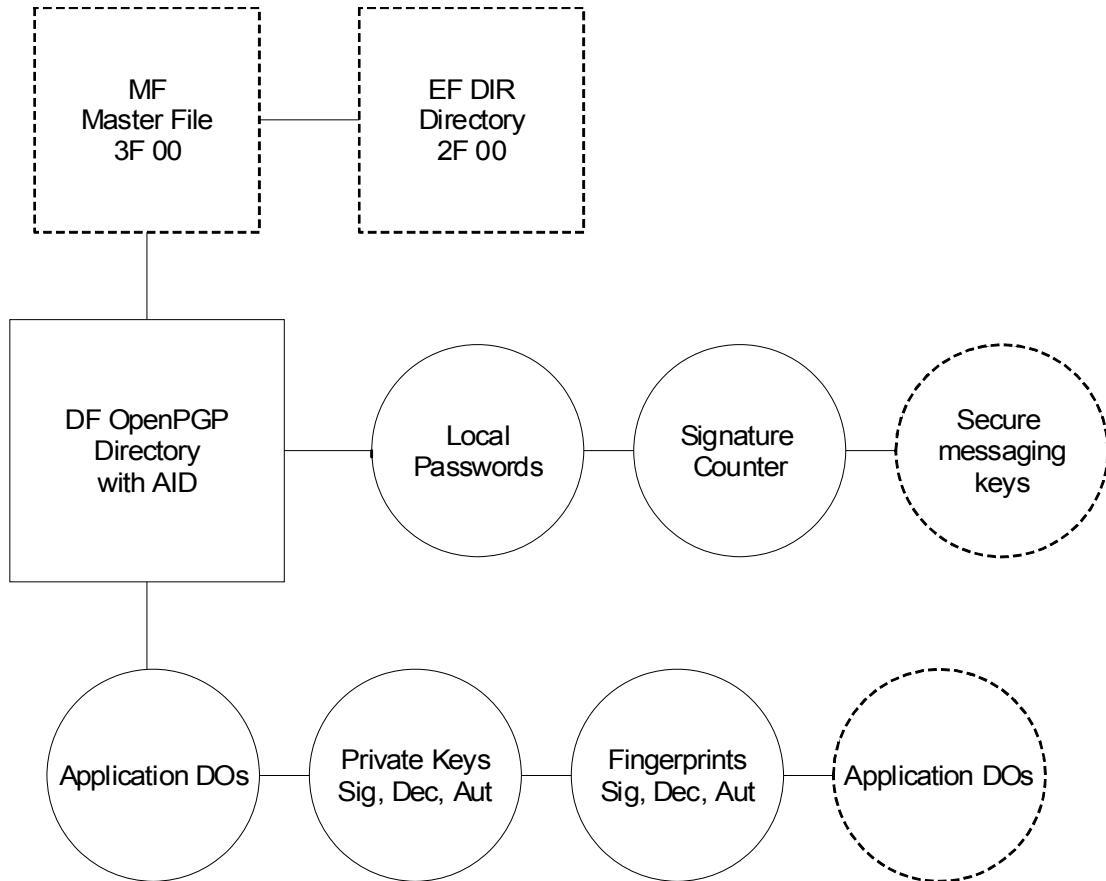 MF
Master File
3F 00
EF DIR
Directory
2F 00
DF OpenPGP
Directory
with AID
Local
Passwords
Signature
Counter
Secure
messaging
keys
Application DOs
Private Keys
Sig, Dec, Aut
Fingerprints
Sig, Dec, Aut
Application DOs